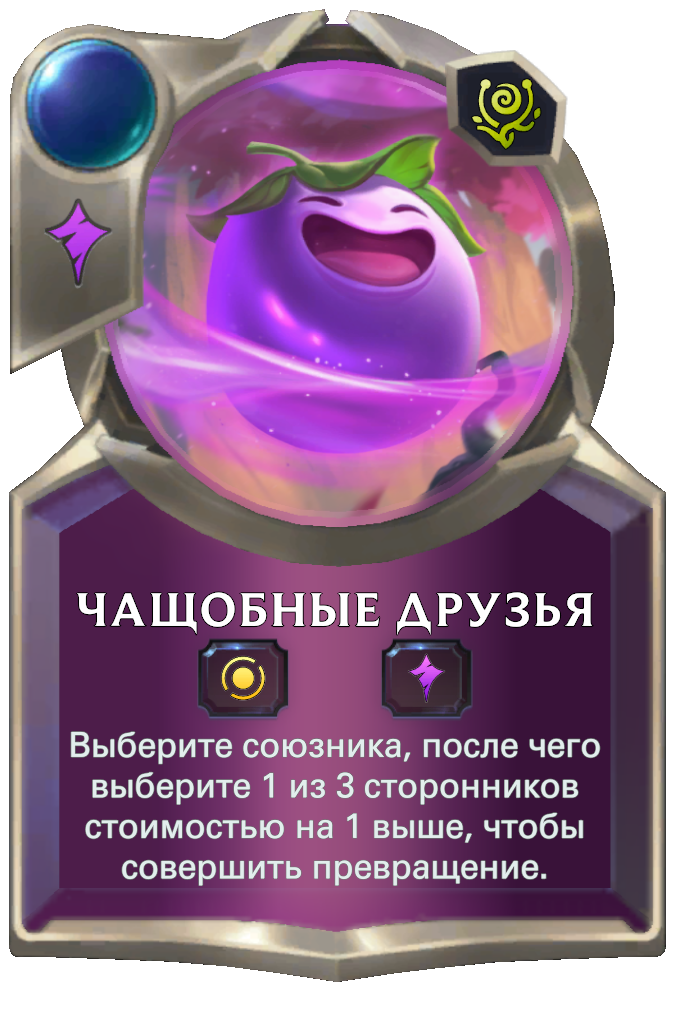 ЧАЩОБНЫЕ ДРУЗЬЯ
Выберите союзника, после чего
выберите 1 из 3 сторонников
стоимостью на 1 выше, чтобы
совершить превращение.